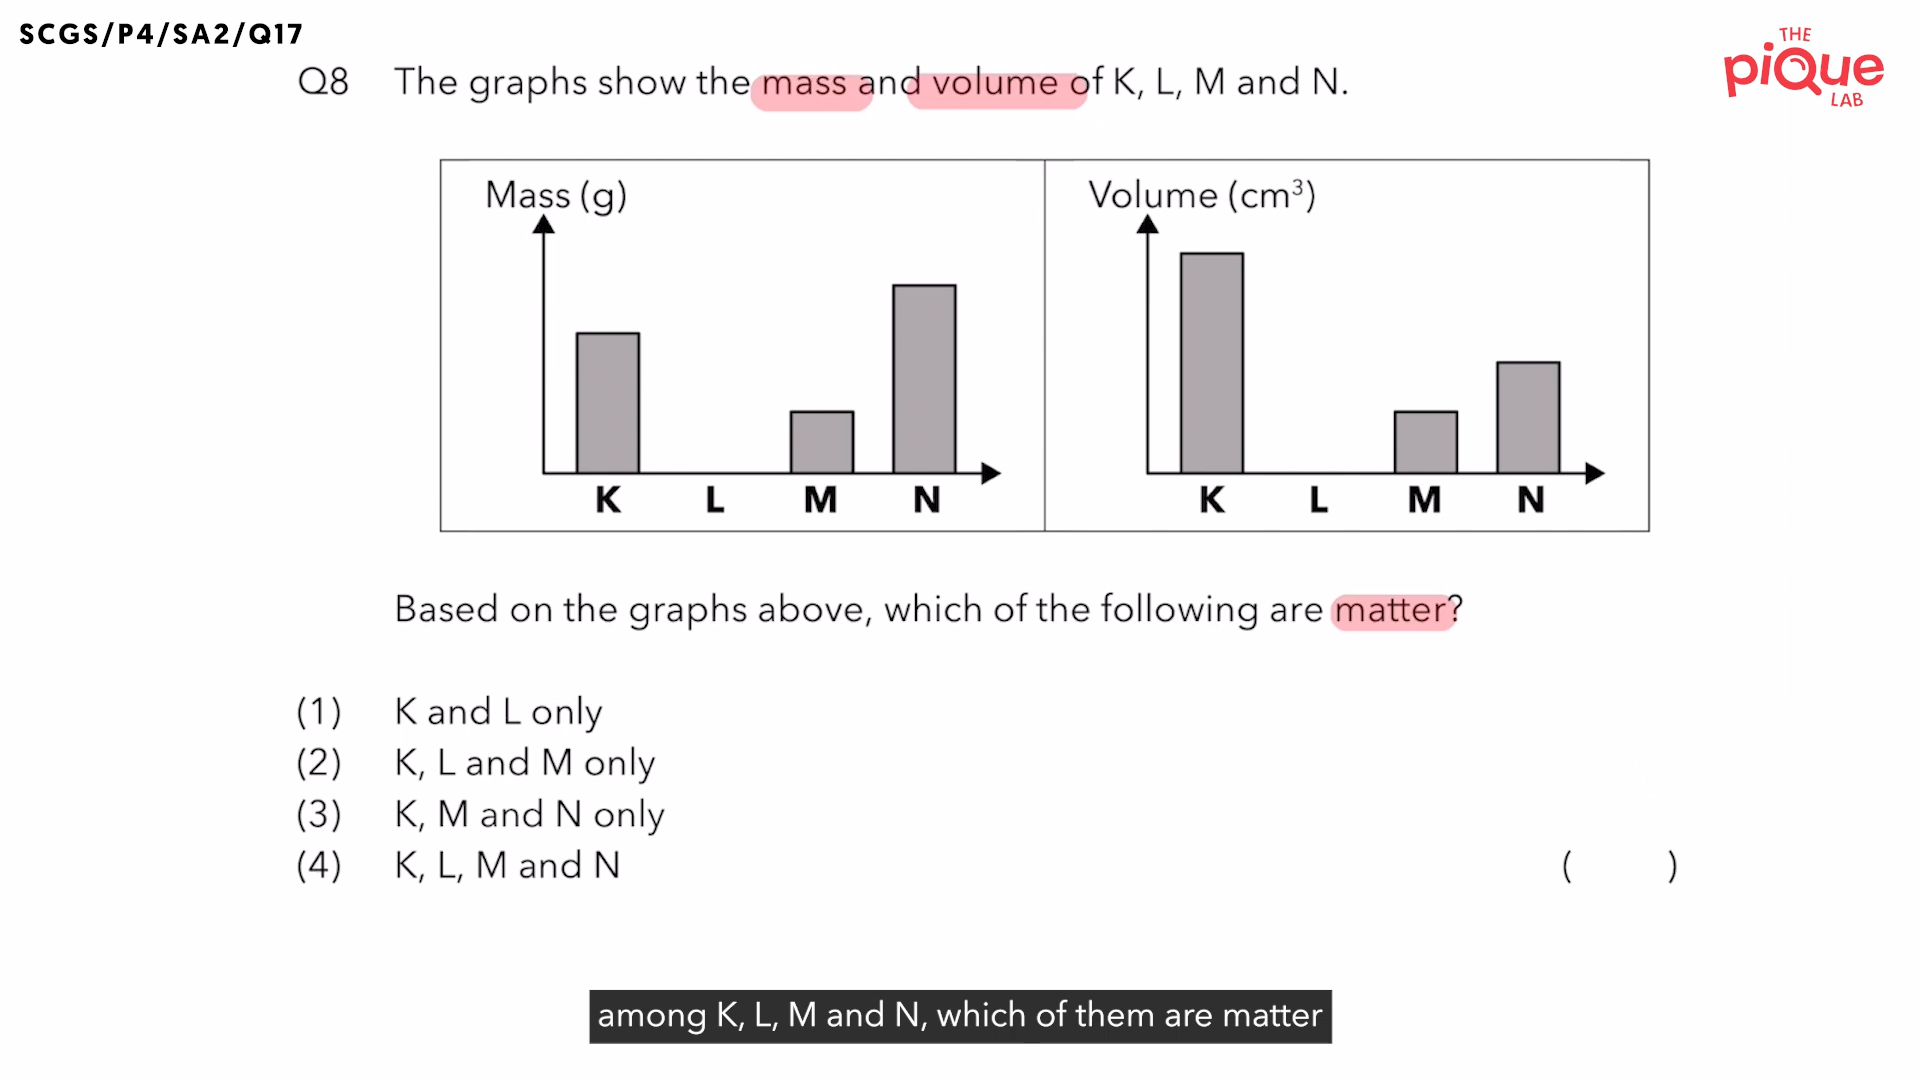 SCGS/P4/SA2/Q17
THE
piQue
LAB
Q8 The graphs show the mass and volume of K, L, M and N.
Mass (g)
K L M N
Volume (cm³)
K L M N
Based on the graphs above, which of the following are matter?
(1) K and L only
(2) K, L and M only
(3) K, M and N only
(4) K, L, M and N ( )
among K, L, M and N, which of them are matter